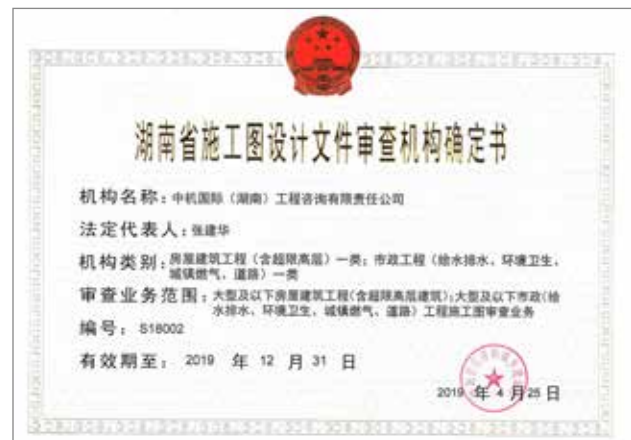 湖南省施工图设计文件审查机构确定书
机构名称：中机国际（湖南）工程咨询有限责任公司
法定代表人：张建华
机构类别：房屋建筑工程（含超限高层）一类；市政工程（给水排水、环境卫生、
城镇燃气、道路）一类
审查业务范围：大型及以下房屋建筑工程(含超限高层建筑);大型及以下市政(给
水排水、环境卫生、城镇燃气、道路）工程施工图审查业务
编号：S18002
有效期至：2019 年 12 月 31 日
2019 年 4 月 25 日